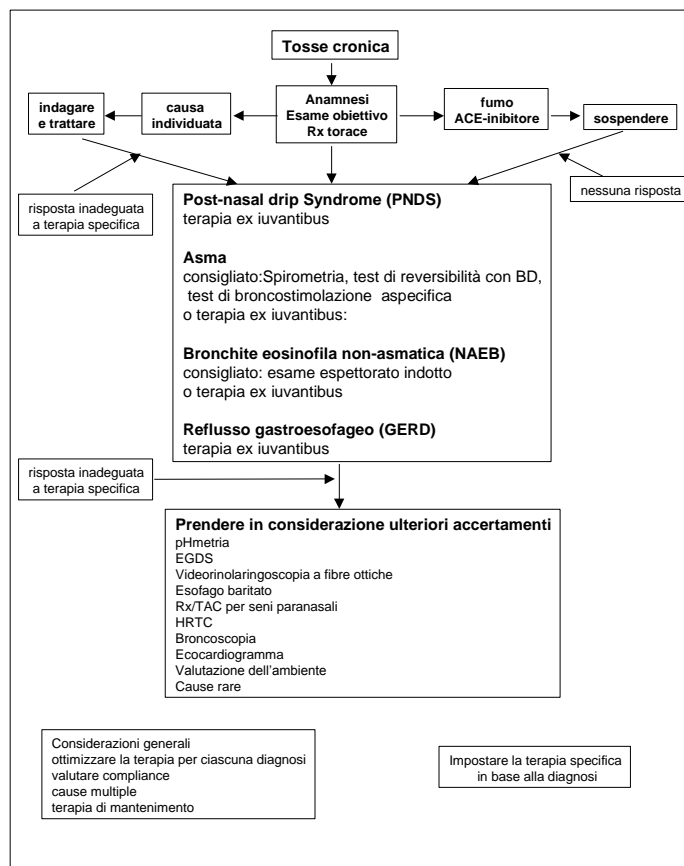 Tosse cronica
indagare
e trattare
causa
individuata
Anamnesi
Esame obiettivo
Rx torace
fumo
ACE-inibitore
sospendere
risposta inadeguata
a terapia specifica
nessuna risposta
Post-nasal drip Syndrome (PNDS)
terapia ex iuvantibus
Asma
consigliato:Spirometria, test di reversibilità con BD,
test di broncostimolazione aspecifica
o terapia ex iuvantibus:
Bronchite eosinofila non-asmatica (NAEB)
consigliato: esame espettorato indotto
o terapia ex iuvantibus
Reflusso gastroesofageo (GERD)
terapia ex iuvantibus
risposta inadeguata
a terapia specifica
Prendere in considerazione ulteriori accertamenti
pHmetria
EGDS
Videorinolaringoscopia a fibre ottiche
Esofago baritato
Rx/TAC per seni paranasali
HRTC
Broncoscopia
Ecocardiogramma
Valutazione dell'ambiente
Cause rare
Considerazioni generali
ottimizzare la terapia per ciascuna diagnosi
valutare compliance
cause multiple
terapia di mantenimento
Impostare la terapia specifica
in base alla diagnosi